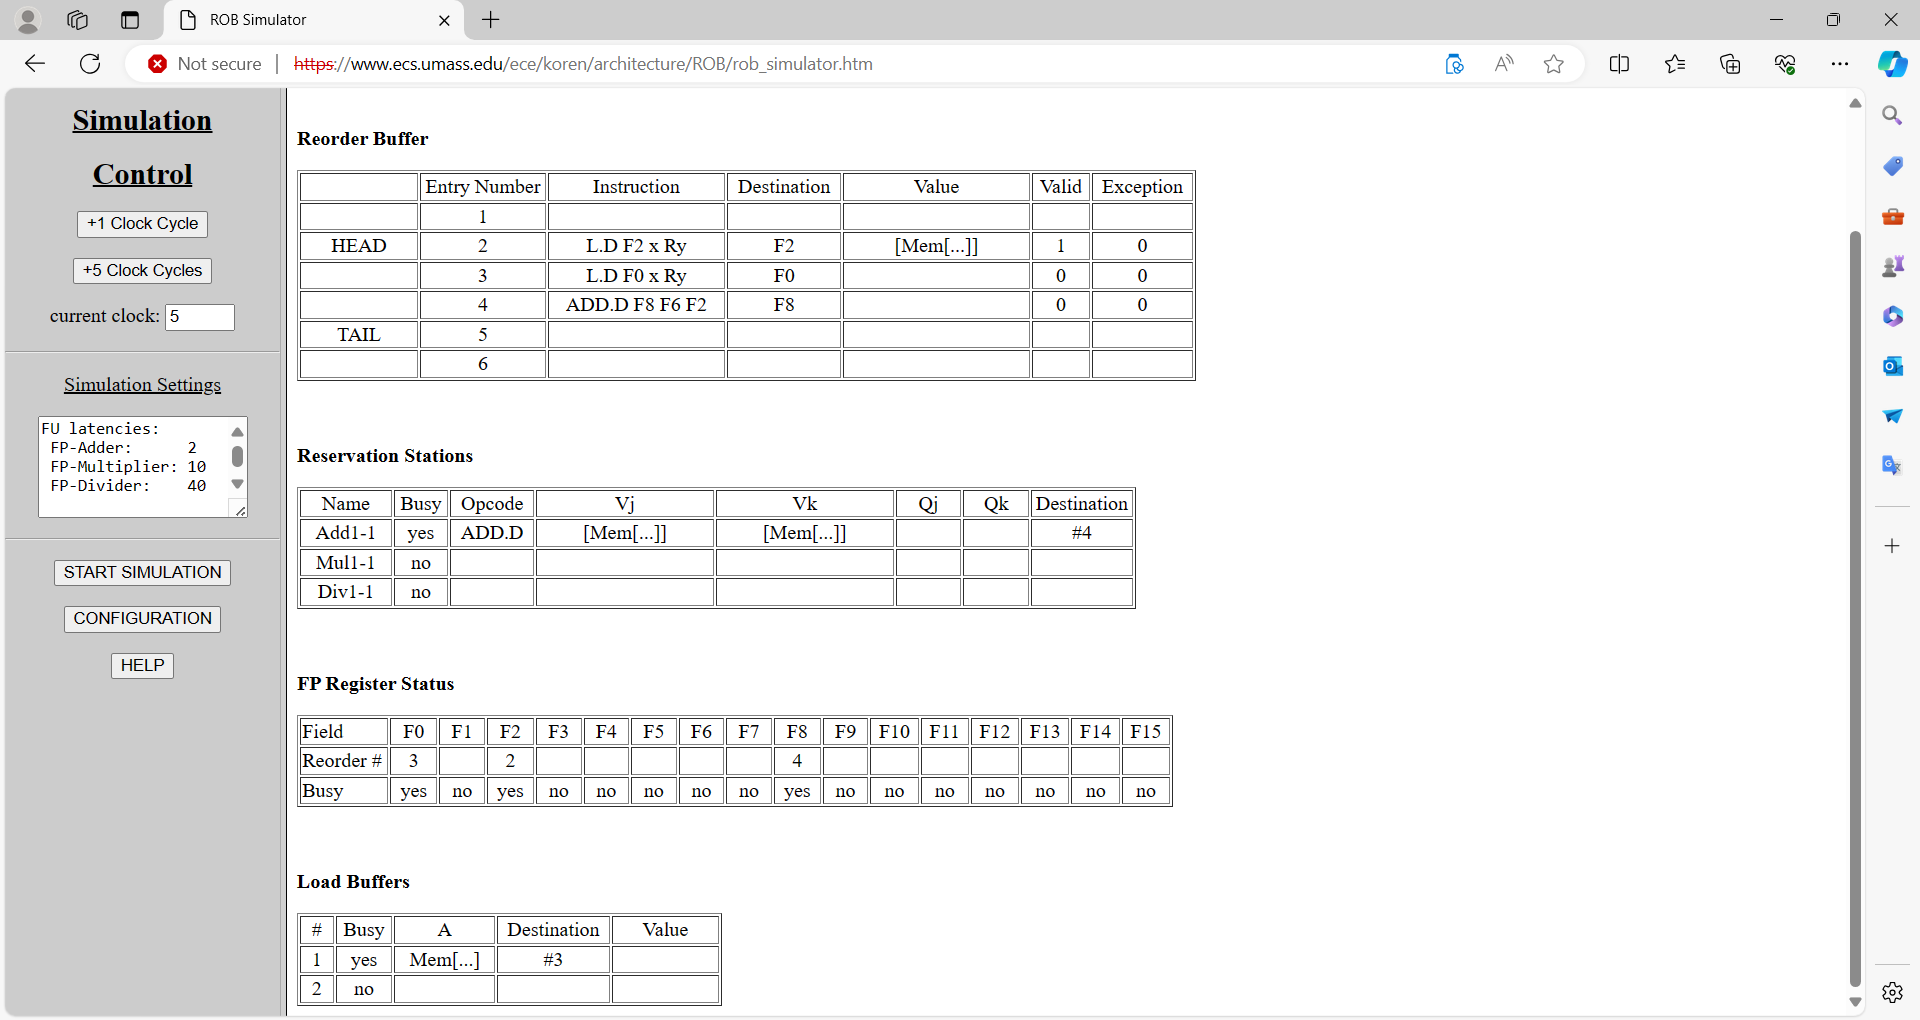 ROB Simulator
Not secure | https://www.ecs.umass.edu/ece/koren/architecture/ROB/rob_simulator.htm
Simulation
Control
+1 Clock Cycle
+5 Clock Cycles
current clock: 5
Simulation Settings
FU latencies:
FP-Adder: 2
FP-Multiplier: 10
FP-Divider: 40
START SIMULATION
CONFIGURATION
HELP
Reorder Buffer
Entry Number Instruction Destination Value Valid Exception
1
HEAD 2 L.D F2 x Ry F2 [Mem[...]] 1 0
3 L.D F0 x Ry F0 0 0
4 ADD.D F8 F6 F2 F8 0 0
TAIL 5
6
Reservation Stations
Name Busy Opcode Vj Vk Qj Qk Destination
Add1-1 yes ADD.D [Mem[...]] [Mem[...]] #4
Mul1-1 no
Div1-1 no
FP Register Status
Field F0 F1 F2 F3 F4 F5 F6 F7 F8 F9 F10 F11 F12 F13 F14 F15
Reorder # 3 2 4
Busy yes no yes no no no no no yes no no no no no no no
Load Buffers
# Busy A Destination Value
1 yes Mem[...] #3
2 no